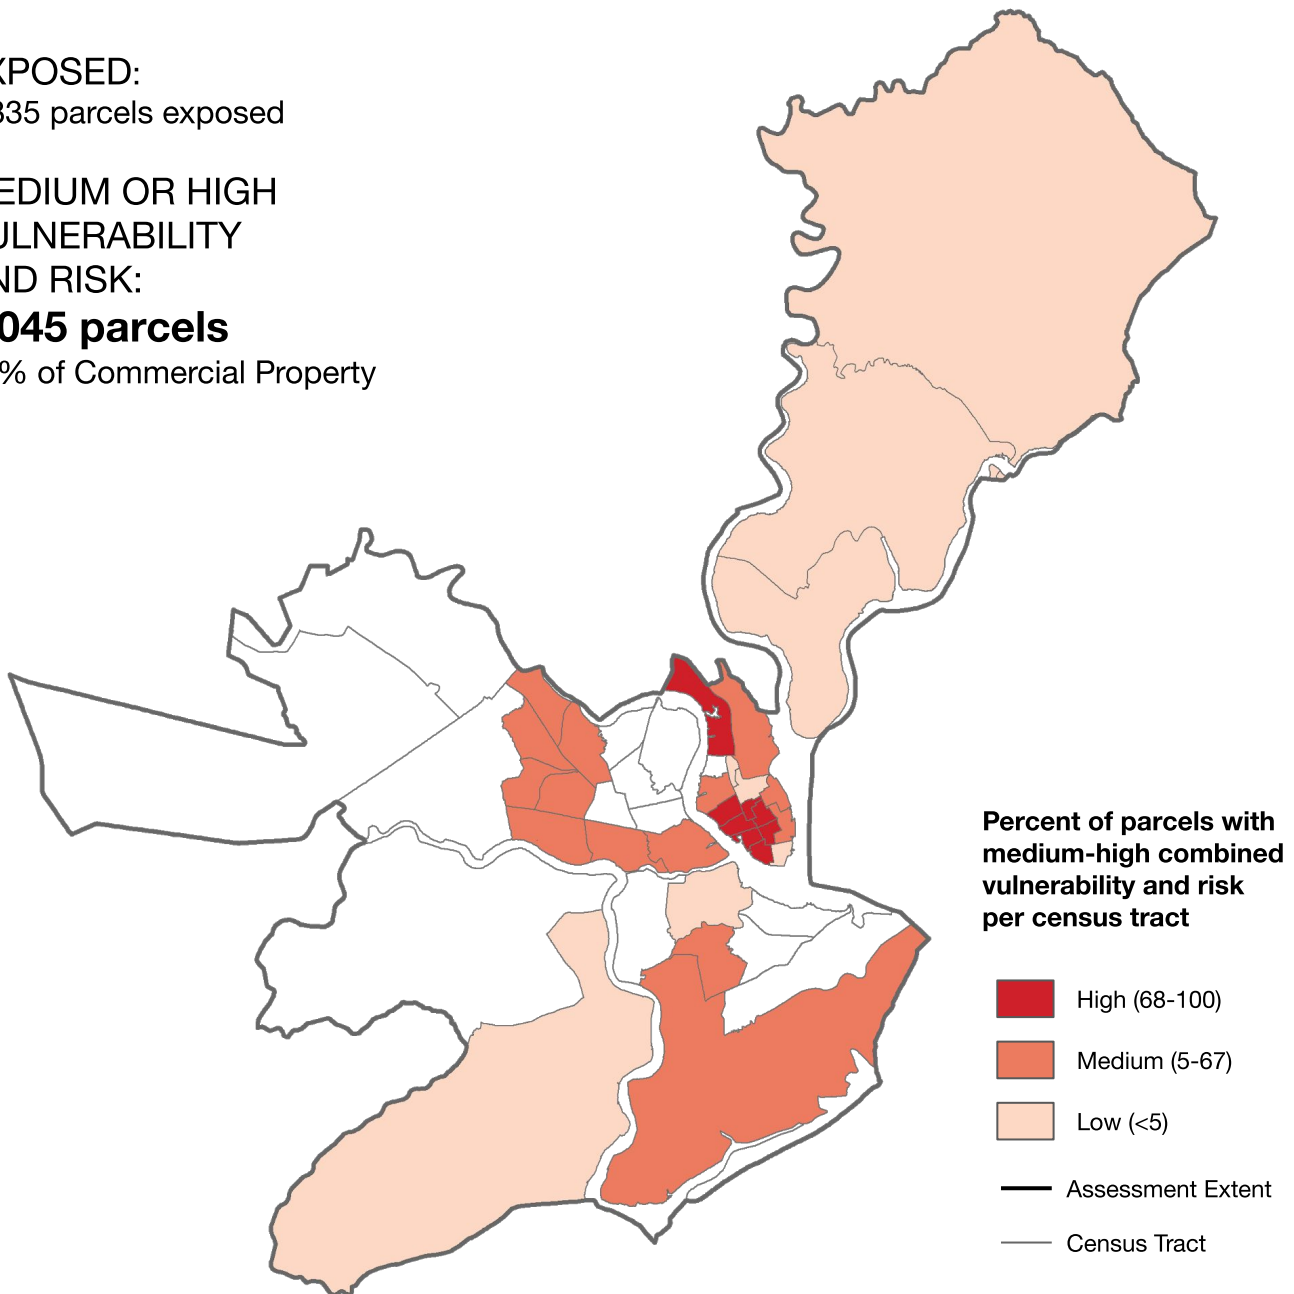 XPOSED:
335 parcels exposed
EDIUM OR HIGH
ULNERABILITY
ND RISK:
045 parcels
% of Commercial Property
Percent of parcels with
medium-high combined
vulnerability and risk
per census tract
High (68-100)
Medium (5-67)
Low (<5)
Assessment Extent
Census Tract